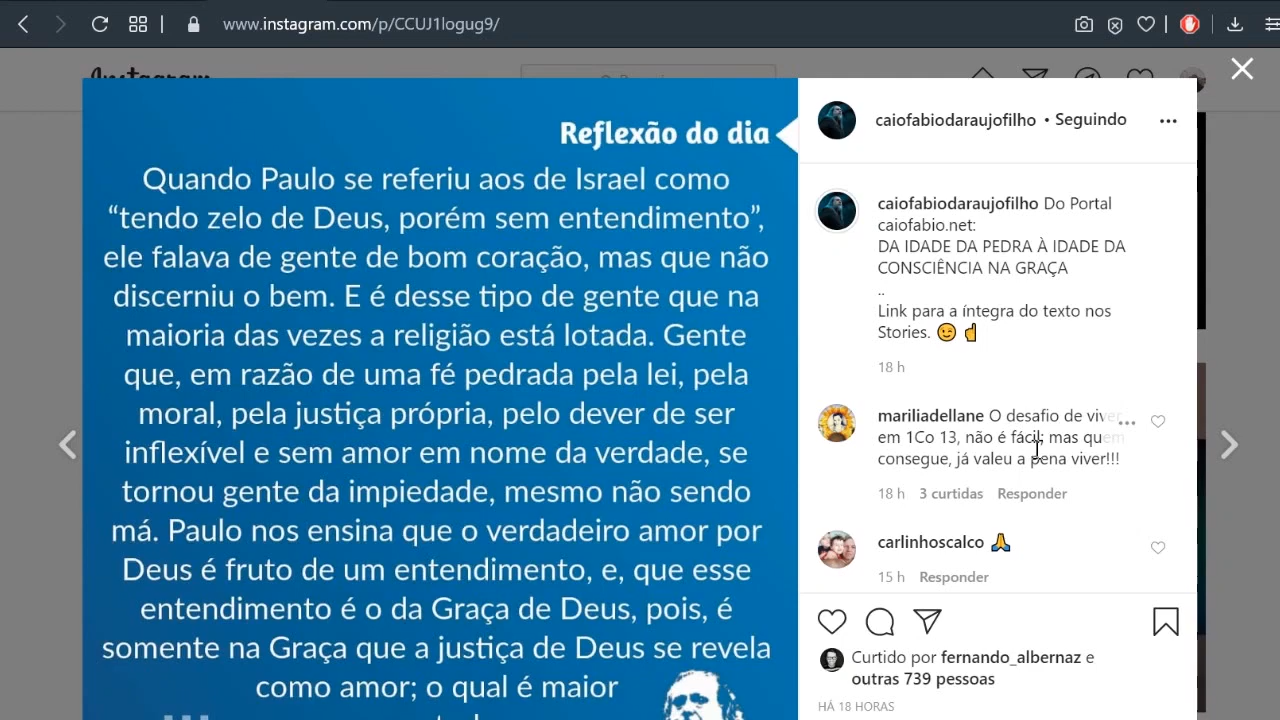 www.instagram.com/p/CCUJ1logug9/
Instagram
Reflexão do dia
Quando Paulo se referiu aos de Israel como
“tendo zelo de Deus, porém sem entendimento”,
ele falava de gente de bom coração, mas que não
discerniu o bem. E é desse tipo de gente que na
maioria das vezes a religião está lotada. Gente
que, em razão de uma fé pedrada pela lei, pela
moral, pela justiça própria, pelo dever de ser
inflexível e sem amor em nome da verdade, se
tornou gente da impiedade, mesmo não sendo
má. Paulo nos ensina que o verdadeiro amor por
Deus é fruto de um entendimento, e, que esse
entendimento é o da Graça de Deus, pois, é
somente na Graça que a justiça de Deus se revela
como amor; o qual é maior
caiofabiodaraujofilho • Seguindo
caiofabiodaraujofilho Do Portal
caiofabio.net:
DA IDADE DA PEDRA À IDADE DA
CONSCIÊNCIA NA GRAÇA
..
Link para a íntegra do texto nos
Stories. 😉 ☝
18 h
mariliadellane O desafio de viver
em 1Co 13, não é fácil, mas quem
consegue, já valeu a pena viver!!!
18 h 3 curtidas Responder
carlinhoscalco 🙏
15 h Responder
Curtido por fernando_albernaz e
outras 739 pessoas
HÁ 18 HORAS